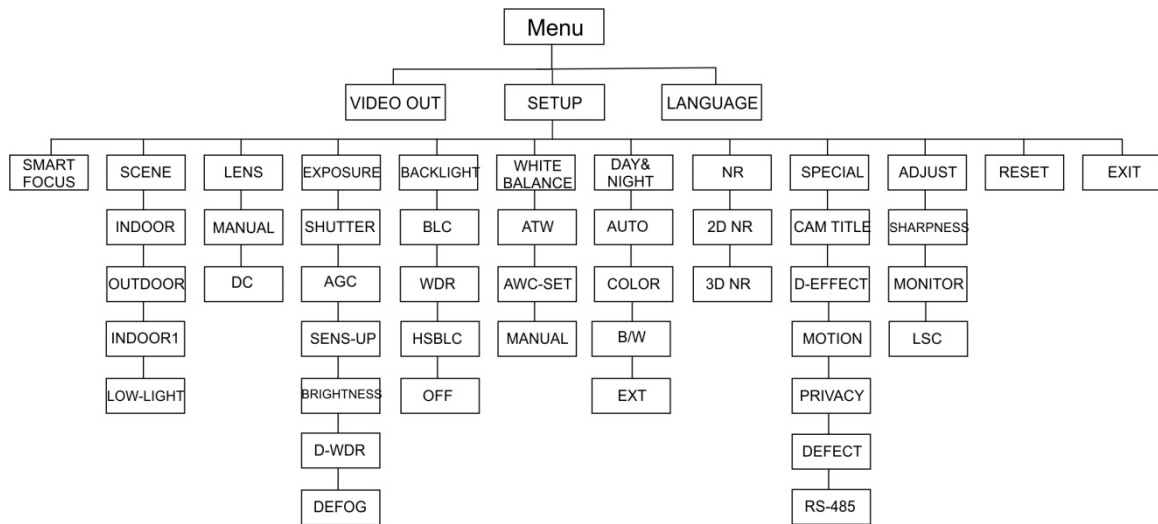 Menu
VIDEO OUT
SETUP
LANGUAGE
SMART
FOCUS
SCENE
LENS
EXPOSURE
BACKLIGHT
WHITE
BALANCE
DAY&
NIGHT
NR
SPECIAL
ADJUST
RESET
EXIT
INDOOR
MANUAL
SHUTTER
BLC
ATW
AUTO
2D NR
CAM TITLE
SHARPNESS
OUTDOOR
DC
AGC
WDR
AWC-SET
COLOR
3D NR
D-EFFECT
MONITOR
INDOOR1
SENS-UP
HSBLC
MANUAL
B/W
MOTION
LSC
LOW-LIGHT
BRIGHTNESS
OFF
EXT
PRIVACY
D-WDR
DEFECT
DEFOG
RS-485